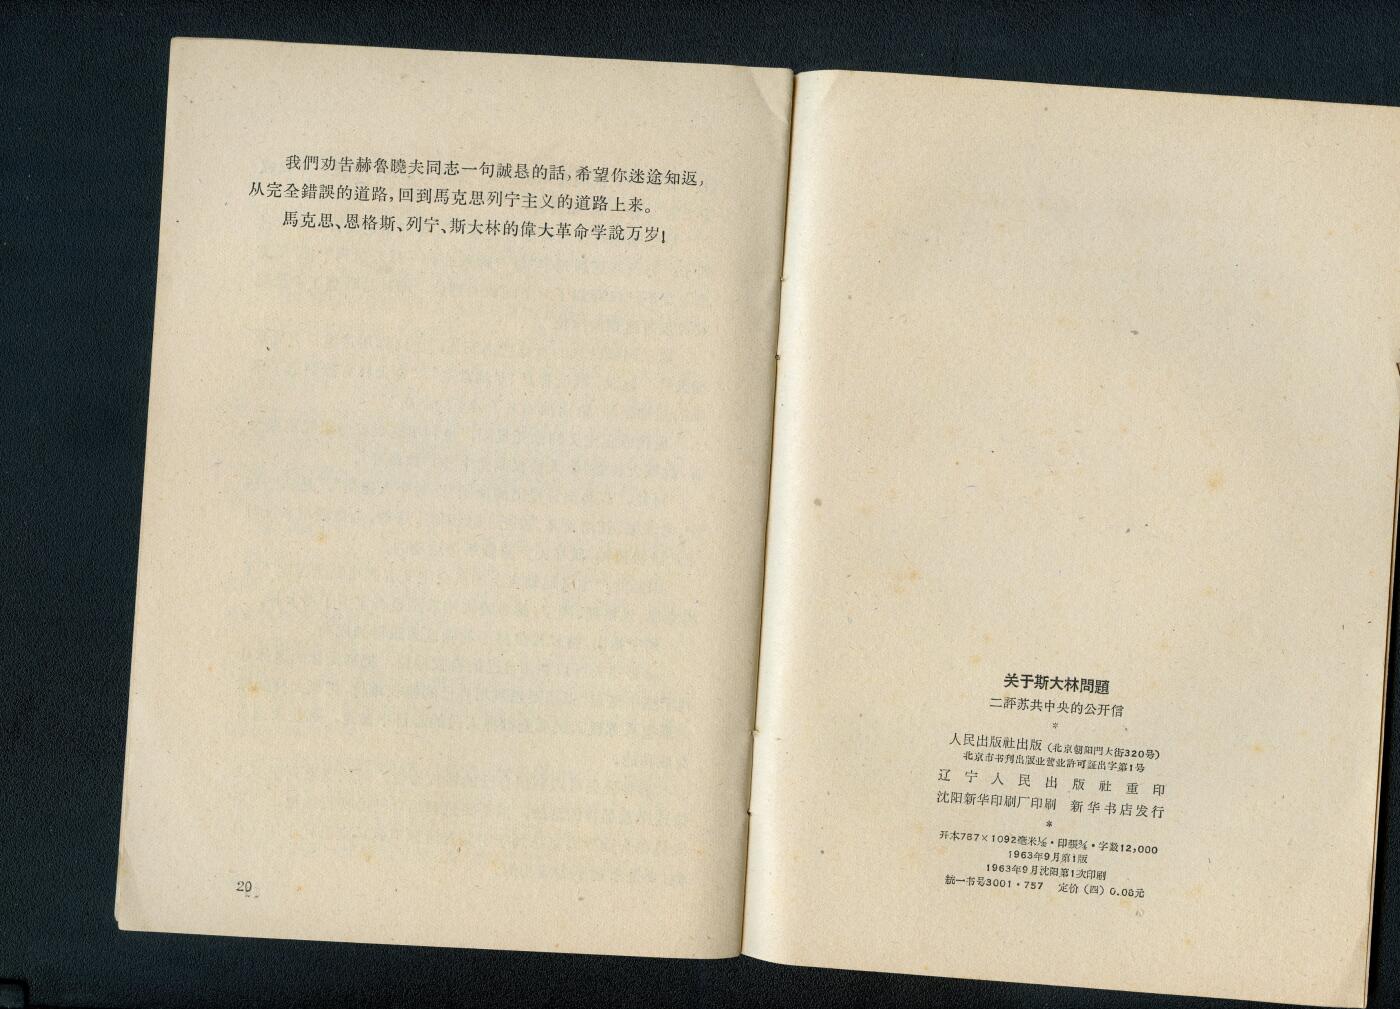 我們劝告赫魯曉夫同志一句誠恳的話,希望你迷途知返,
从完全錯誤的道路,回到馬克思列宁主义的道路上来。
馬克思、恩格斯、列宁、斯大林的偉大革命学說万岁!
20
关于斯大林問題
二評苏共中央的公开信
*
人民出版社出版(北京朝阳門大街320号)
北京市书刊出版业营业許可証出字第1号
辽宁人民出版社重印
沈阳新华印刷厂印刷 新华书店发行
*
开本787×1092毫米 · 印張 · 字数12,000
1963年9月第1版
1963年9月沈阳第1次印刷
統一书号3001·757 定价(四)0.08元